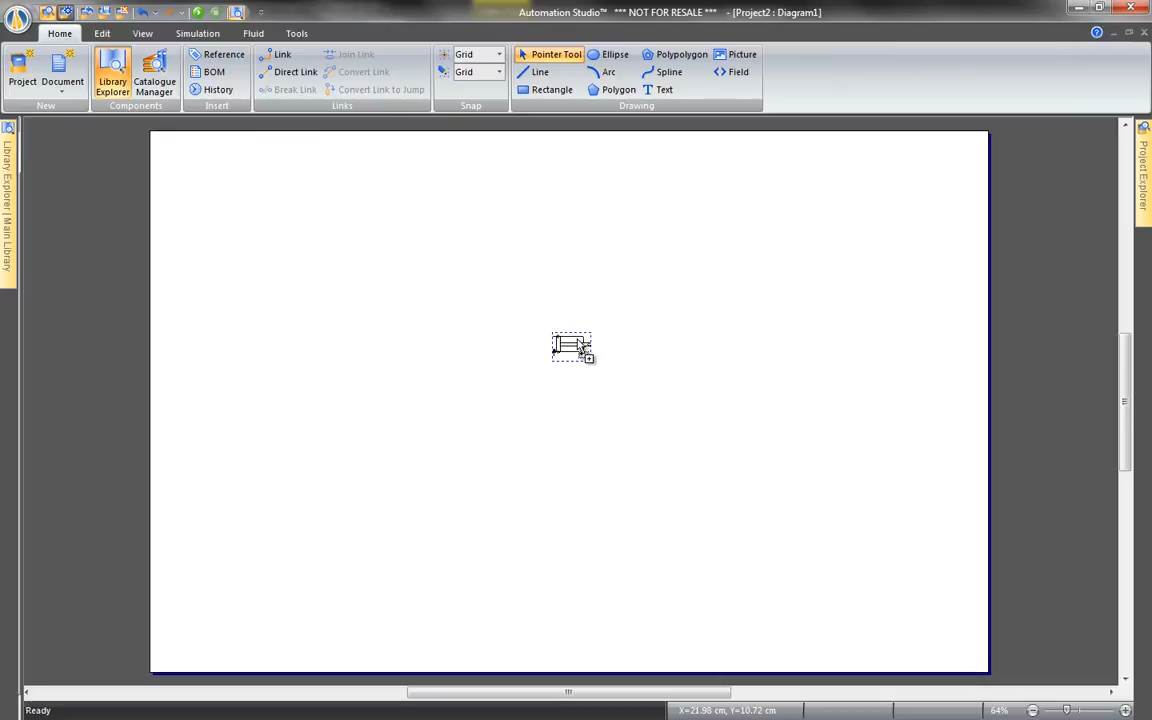 Automation Studio™ *** NOT FOR RESALE *** - [Project2 : Diagram1]
Home Edit View Simulation Fluid Tools
Project
Document
New
Library Explorer
Catalogue Manager
Components
Reference
BOM
History
Insert
Link
Direct Link
Break Link
Join Link
Convert Link
Convert Link to Jump
Links
Grid
Grid
Snap
Pointer Tool
Line
Rectangle
Ellipse
Arc
Polygon
Polypolygon
Spline
Text
Picture
Field
Drawing
Library Explorer | Main Library
Project Explorer
Ready
X=21.98 cm, Y=10.72 cm
64%